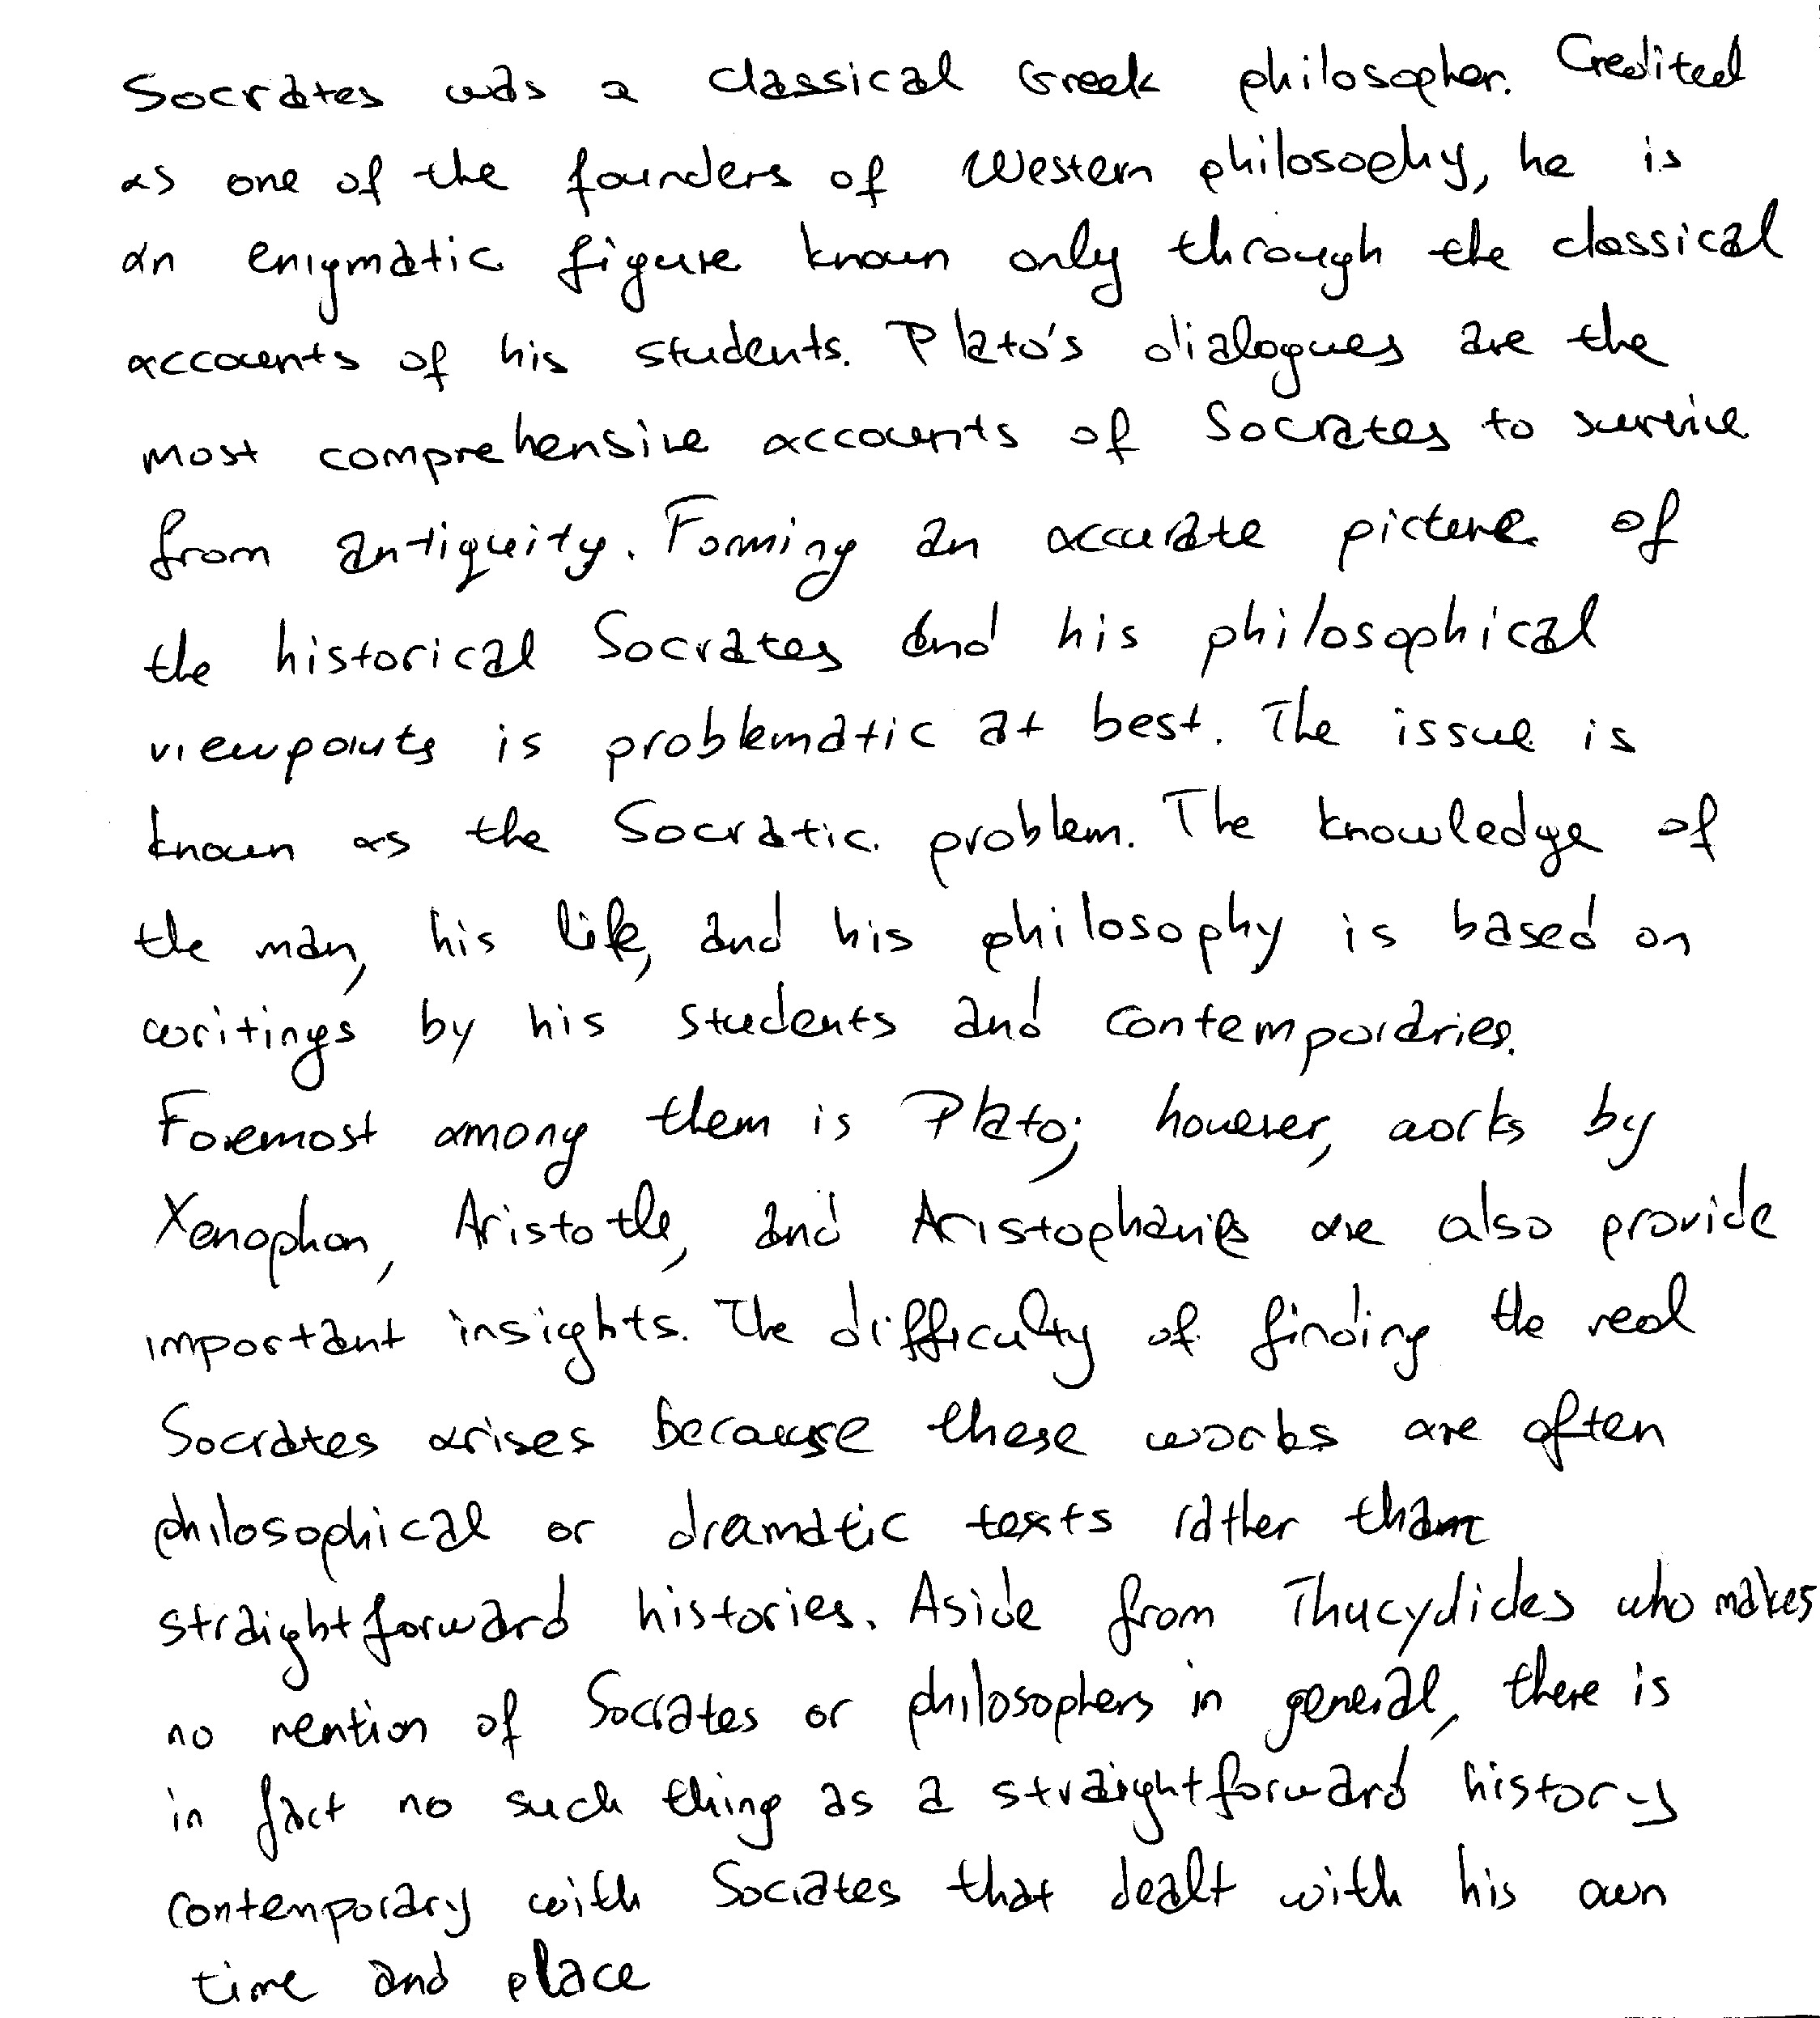 Socrates was a classical Greek philosopher. Credited
as one of the founders of Western philosophy, he is
an enigmatic figure known only through the classical
accounts of his students. Plato's dialogues are the
most comprehensive accounts of Socrates to survive
from antiquity. Forming an accurate picture of
the historical Socrates and his philosophical
viewpoints is problematic at best. The issue is
known as the Socratic problem. The knowledge of
the man, his life, and his philosophy is based on
writings by his students and contemporaries.
Foremost among them is Plato; however, works by
Xenophon, Aristotle, and Aristophanes are also provide
important insights. The difficulty of finding the real
Socrates arises because these works are often
philosophical or dramatic texts rather than
straightforward histories. Aside from Thucydides who makes
no mention of Socrates or philosophers in general, there is
in fact no such thing as a straightforward history
contemporary with Socrates that dealt with his own
time and place